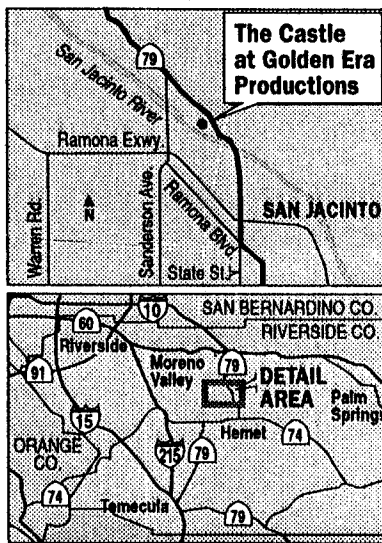 The Castle
at Golden Era
Productions
79
San Jacinto River
Ramona Exwy.
Warren Rd.
N
Sanderson Ave.
Ramona Blvd.
SAN JACINTO
State St.
10
SAN BERNARDINO CO.
RIVERSIDE CO.
60
Riverside
91
Moreno
Valley
79
DETAIL
AREA
Palm
Springs
15
ORANGE
CO.
215
79
Hemet
74
74
Temecula
79